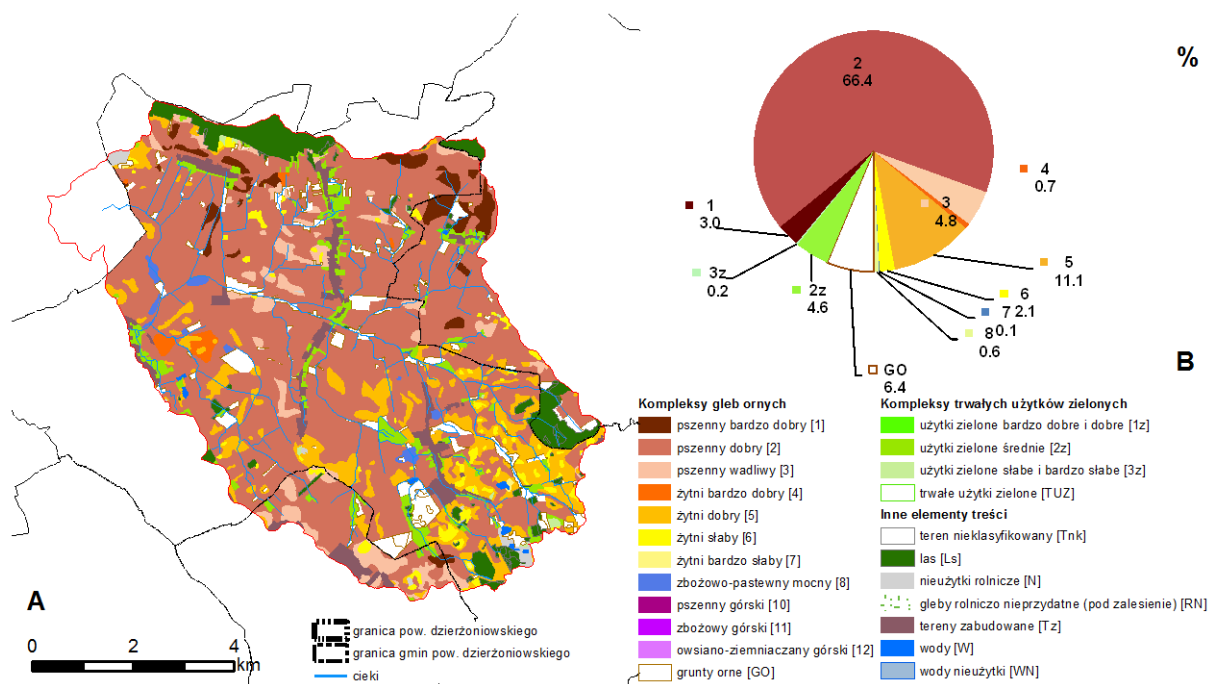 %
2
66.4
4
0.7
3
4.8
1
3.0
5
11.1
3z
0.2
2z
4.6
6
2.1
7
0.1
8
0.6
GO
6.4
B
A
0 2 4
km
granica pow. dzierżoniowskiego
granica gmin pow. dzierżoniowskiego
cieki
Kompleksy gleb ornych
pszenny bardzo dobry [1]
pszenny dobry [2]
pszenny wadliwy [3]
żytni bardzo dobry [4]
żytni dobry [5]
żytni słaby [6]
żytni bardzo słaby [7]
zbożowo-pastewny mocny [8]
pszenny górski [10]
zbożowy górski [11]
owsiano-ziemniaczany górski [12]
grunty orne [GO]
Kompleksy trwałych użytków zielonych
użytki zielone bardzo dobre i dobre [1z]
użytki zielone średnie [2z]
użytki zielone słabe i bardzo słabe [3z]
trwałe użytki zielone [TUZ]
Inne elementy treści
teren nieklasyfikowany [Tnk]
las [Ls]
nieużytki rolnicze [N]
gleby rolniczo nieprzydatne (pod zalesienie) [RN]
tereny zabudowane [Tz]
wody [W]
wody nieużytki [WN]